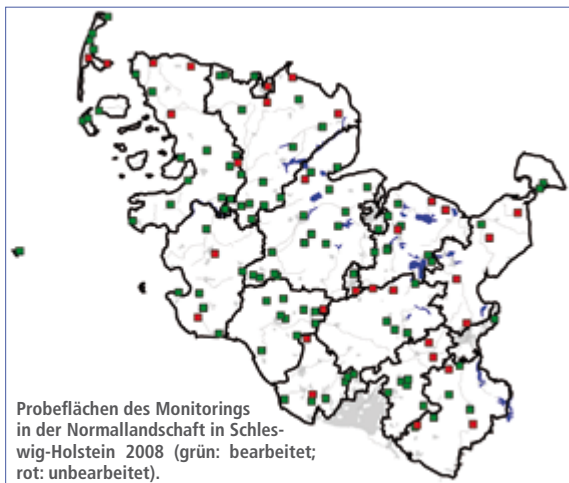 Probeflächen des Monitorings
in der Normallandschaft in Schles-
wig-Holstein 2008 (grün: bearbeitet;
rot: unbearbeitet).